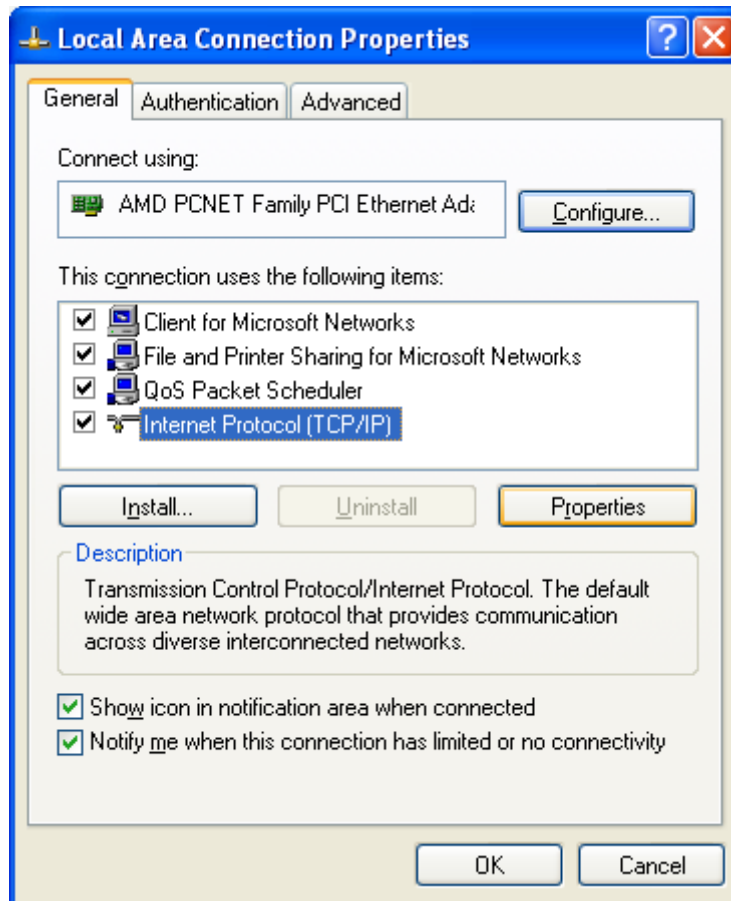 Local Area Connection Properties
General Authentication Advanced
Connect using:
AMD PCNET Family PCI Ethernet Ada
Configure...
This connection uses the following items:
Client for Microsoft Networks
File and Printer Sharing for Microsoft Networks
QoS Packet Scheduler
Internet Protocol (TCP/IP)
Install... Uninstall Properties
Description
Transmission Control Protocol/Internet Protocol. The default
wide area network protocol that provides communication
across diverse interconnected networks.
Show icon in notification area when connected
Notify me when this connection has limited or no connectivity
OK Cancel